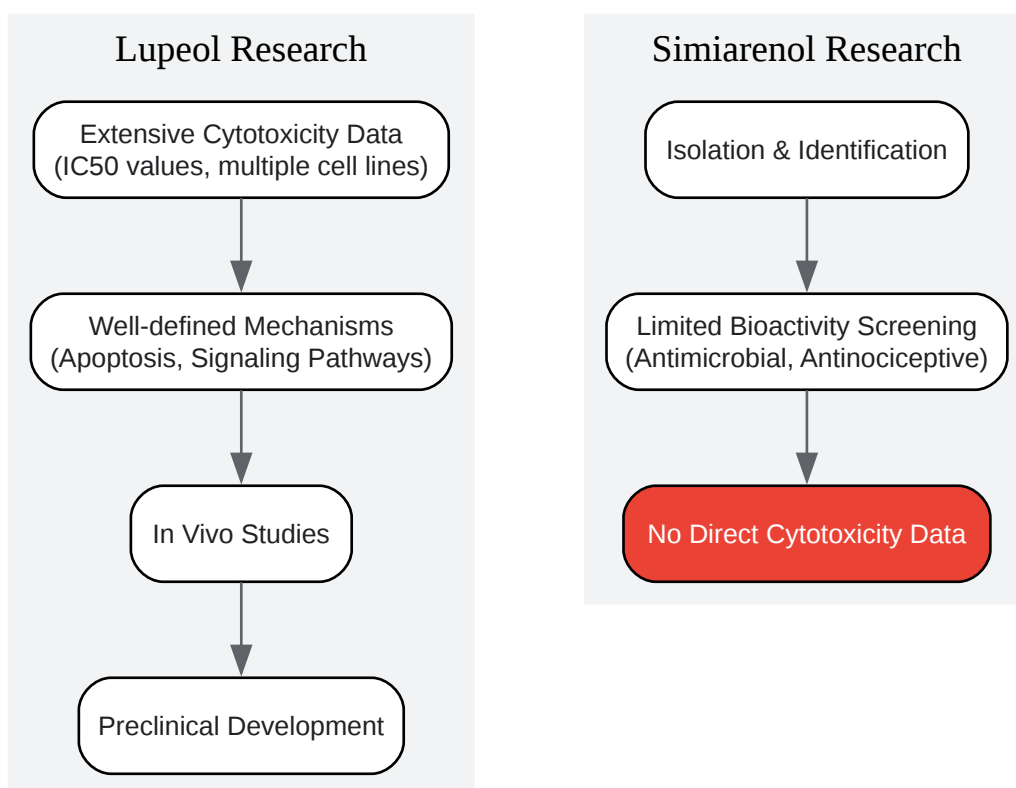 Lupeol Research
Extensive Cytotoxicity Data
(IC50 values, multiple cell lines)
Well-defined Mechanisms
(Apoptosis, Signaling Pathways)
In Vivo Studies
Preclinical Development
Simiarenol Research
Isolation & Identification
Limited Bioactivity Screening
(Antimicrobial, Antinociceptive)
No Direct Cytotoxicity Data